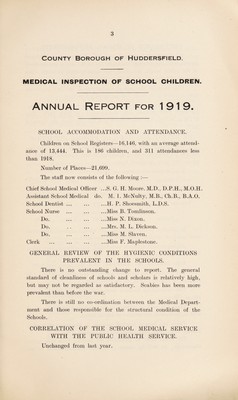 3
COUNTY BOROUGH OF HUDDERSFIELD.
MEDICAL INSPECTION OF SCHOOL CHILDREN.
ANNUAL REPORT FOR 1919.
SCHOOL ACCOMMODATION AND ATTENDANCE.
Children on School Registers—16,146, with an average attend-
ance of 13,444. This is 186 children, and 311 attendances less
than 1918.
Number of Places—21,699.
The staff now consists of the following :—
Chief School Medical Officer ...S. G. H. Moore, M.D., D.P.H., M.O.H.
Assistant School Medical do. M. I. McNulty, M.B., Ch.B., B.A.O.
School Dentist ... ... ...H. P. Shoesmith, L.D.S.
School Nurse ... ... ...Miss B. Tomlinson.
Do. ... ... ...Miss N. Dixon.
Do. ... ... ...Mrs. M. L. Dickson.
Do. ... ... ...Miss M. Slaven.
Clerk ... ... ... ...Miss F. Maplestone.
GENERAL REVIEW OF THE HYGIENIC CONDITIONS
PREVALENT IN THE SCHOOLS.
There is no outstanding change to report. The general
standard of cleanliness of schools and scholars is relatively high,
but may not be regarded as satisfactory. Scabies has been more
prevalent than before the war.
There is still no co-ordination between the Medical Depart-
ment and those responsible for the structural condition of the
Schools.
CORRELATION OF THE SCHOOL MEDICAL SERVICE
WITH THE PUBLIC HEALTH SERVICE.
Unchanged from last year.